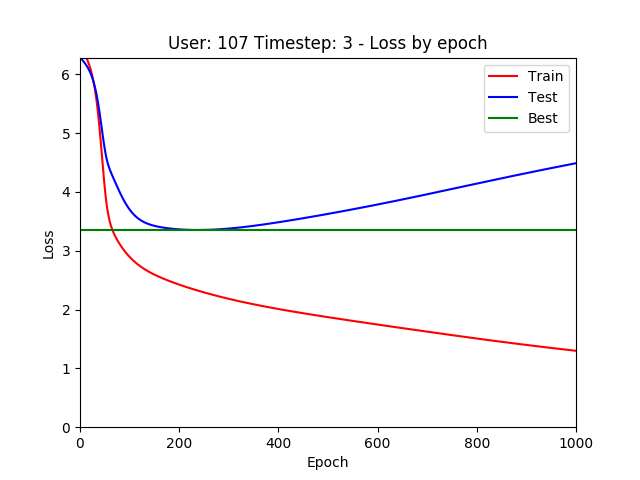 User: 107 Timestep: 3 - Loss by epoch
Train
Test
Best
Loss
6
5
4
3
2
1
0
0 200 400 600 800 1000
Epoch